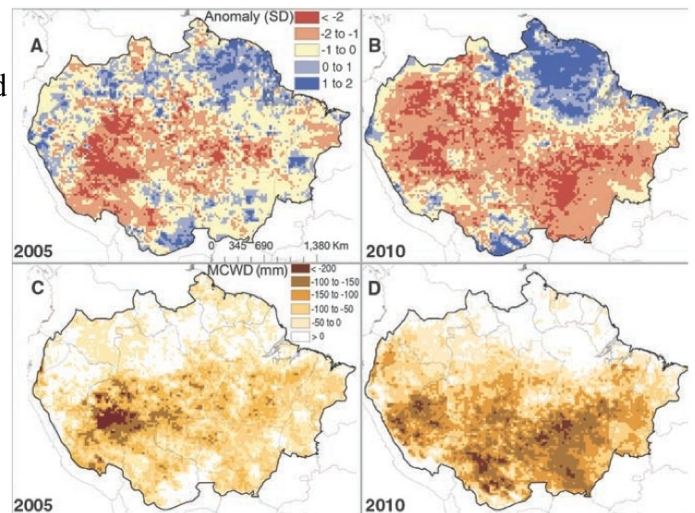 d
Anomaly (SD)
< -2
-2 to -1
-1 to 0
0 to 1
1 to 2
A
B
0 345 690 1,380 Km
2005
2010
MCWD (mm)
< -200
-100 to -150
-150 to -100
-100 to -50
-50 to 0
> 0
C
D
2005
2010